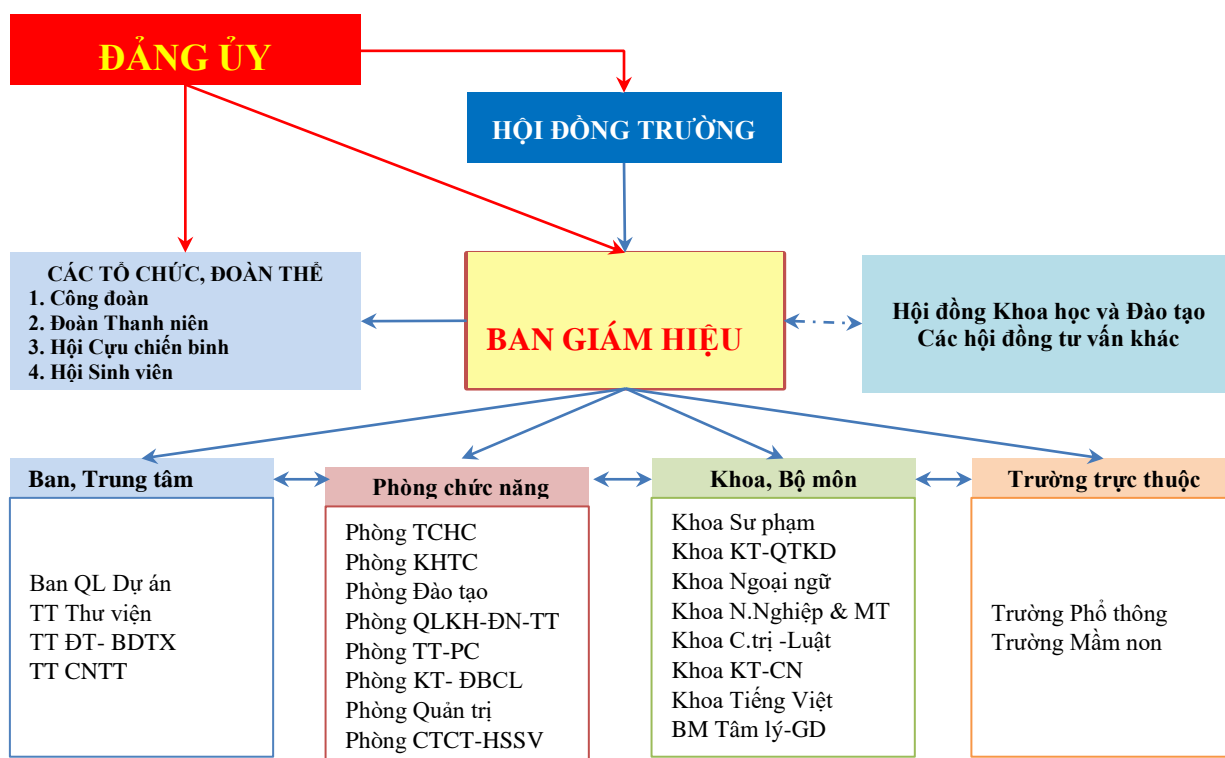 ĐẢNG ỦY
HỘI ĐỒNG TRƯỜNG
CÁC TỔ CHỨC, ĐOÀN THỂ
1. Công đoàn
2. Đoàn Thanh niên
3. Hội Cựu chiến binh
4. Hội Sinh viên
BAN GIÁM HIỆU
Hội đồng Khoa học và Đào tạo
Các hội đồng tư vấn khác
Ban, Trung tâm
Ban QL Dự án
TT Thư viện
TT ĐT- BDTX
TT CNTT
Phòng chức năng
Phòng TCHC
Phòng KHTC
Phòng Đào tạo
Phòng QLKH-ĐN-TT
Phòng TT-PC
Phòng KT- ĐBCL
Phòng Quản trị
Phòng CTCT-HSSV
Khoa, Bộ môn
Khoa Sư phạm
Khoa KT-QTKD
Khoa Ngoại ngữ
Khoa N.Nghiệp & MT
Khoa C.trị -Luật
Khoa KT-CN
Khoa Tiếng Việt
BM Tâm lý-GD
Trường trực thuộc
Trường Phổ thông
Trường Mầm non